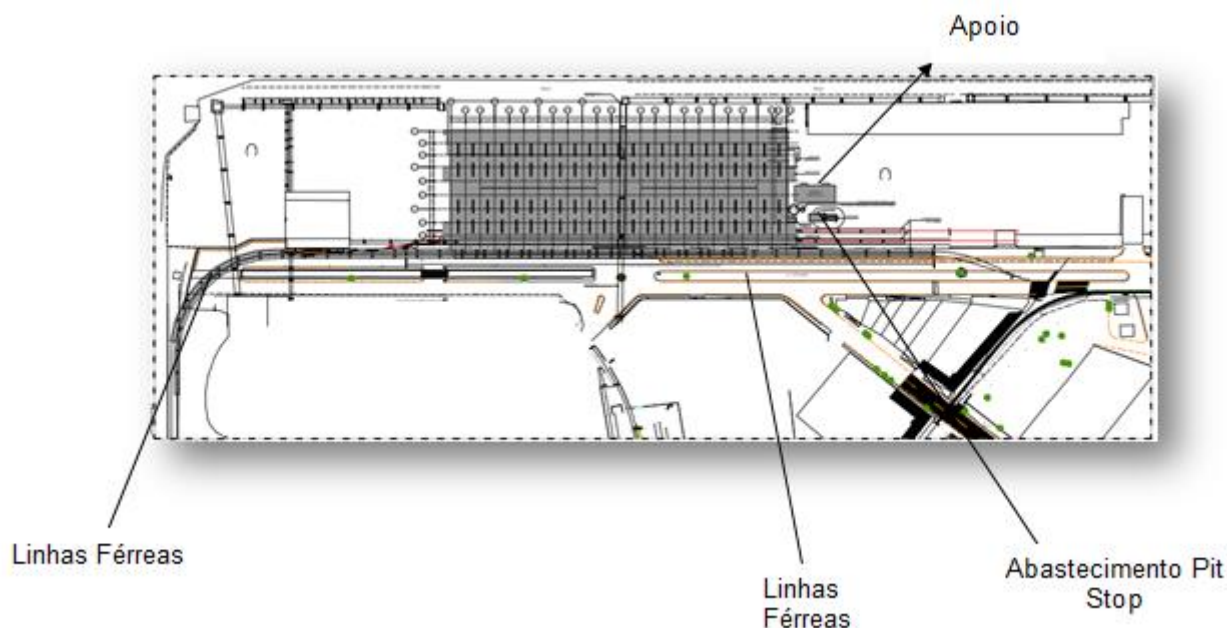 Apoio
Linhas Férreas
Linhas
Férreas
Abastecimento Pit
Stop